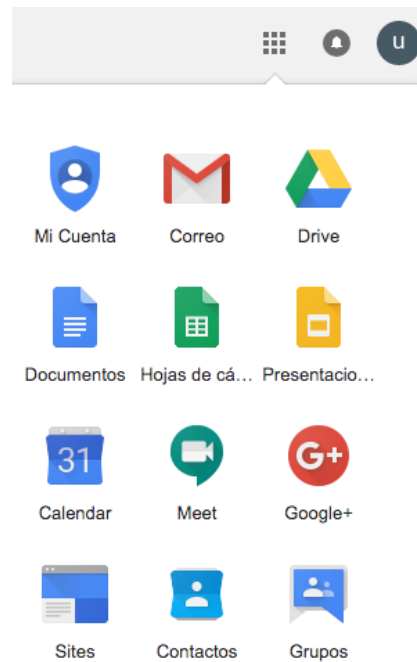 u
Mi Cuenta Correo Drive
Documentos Hojas de cá... Presentacio...
31
G+
Calendar Meet Google+
Sites Contactos Grupos